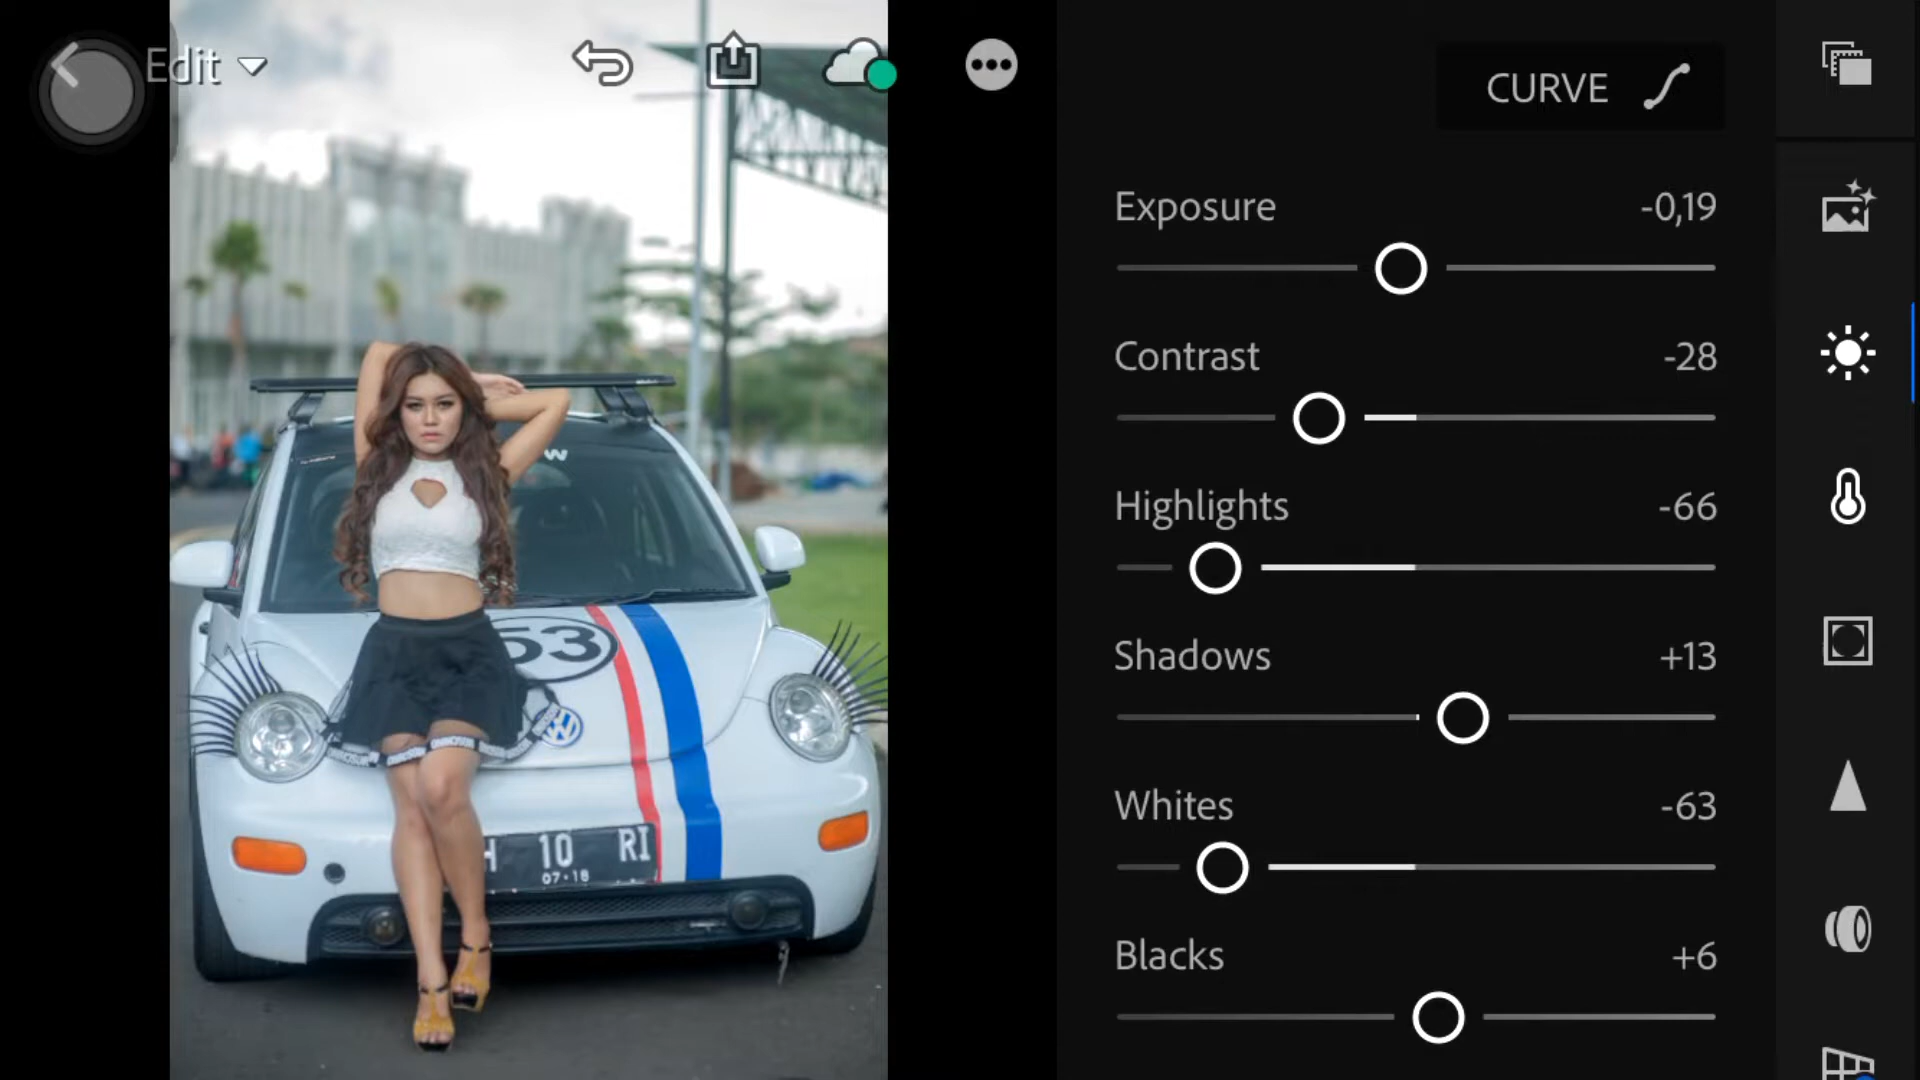 Edit
CURVE
Exposure -0,19
Contrast -28
Highlights -66
Shadows +13
Whites -63
Blacks +6
W
53
H 10 RI
07·18